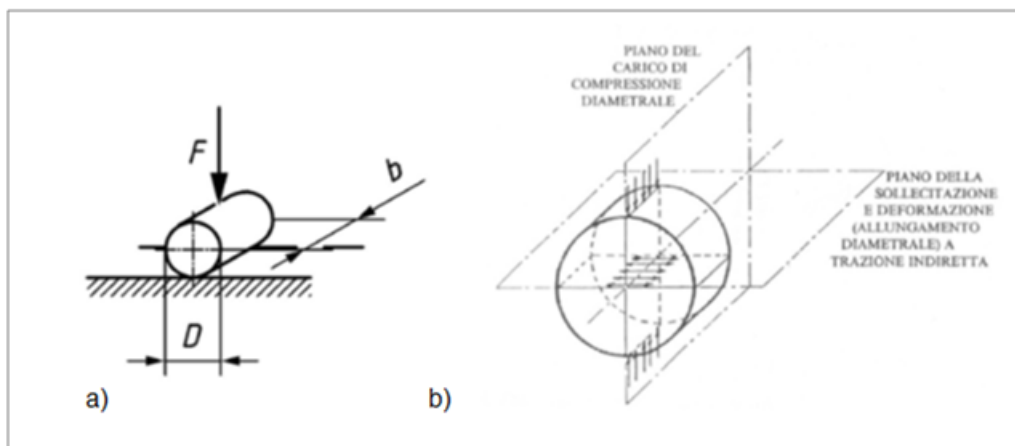 F
b
D
a)
PIANO DEL
CARICO DI
COMPRESSIONE
DIAMETRALE
PIANO DELLA
SOLLECITAZIONE
E DEFORMAZIONE
(ALLUNGAMENTO
DIAMETRALE) A
TRAZIONE INDIRETTA
b)